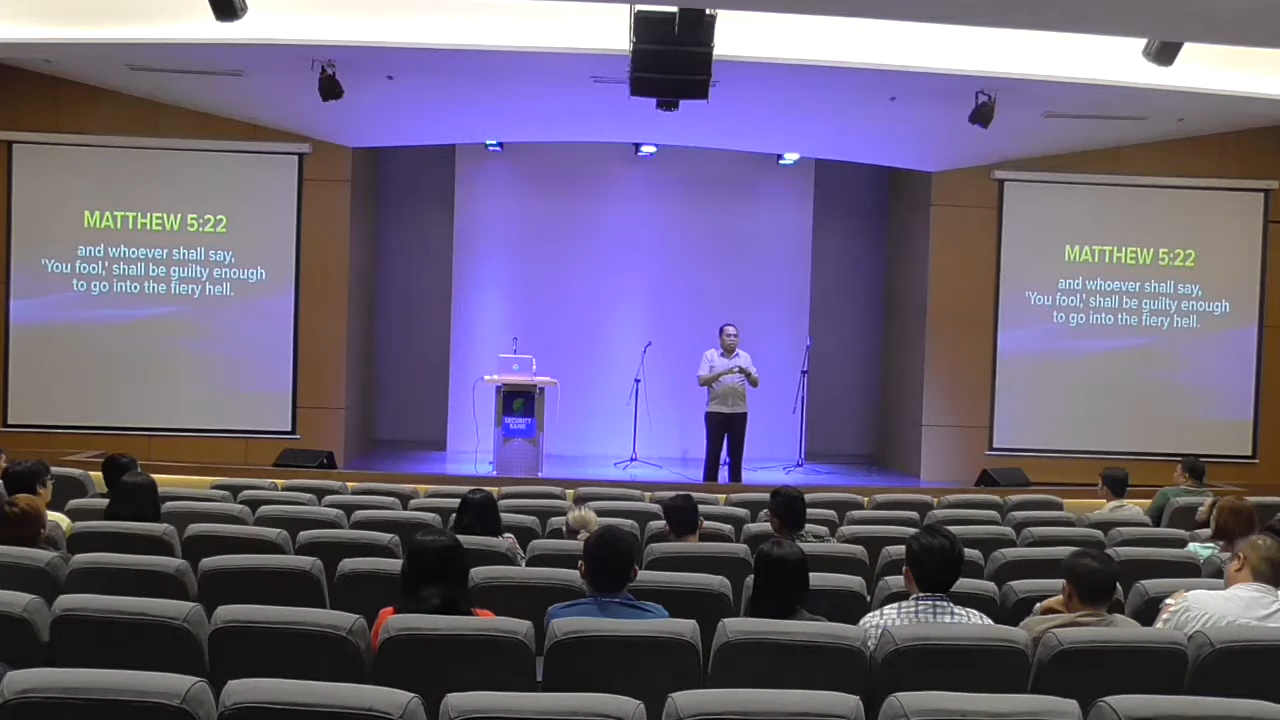 MATTHEW 5:22
and whoever shall say,
'You fool,' shall be guilty enough
to go into the fiery hell.
SECURITY
BANK
MATTHEW 5:22
and whoever shall say,
'You fool,' shall be guilty enough
to go into the fiery hell.